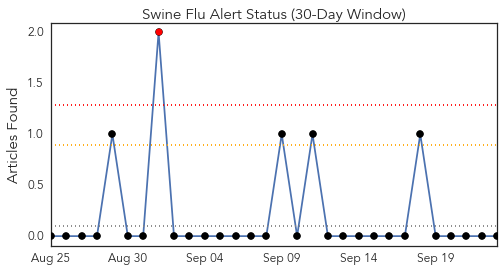 Swine Flu Alert Status (30-Day Window)
Articles Found
2.0
1.5
1.0
0.5
0.0
Aug 25 Aug 30 Sep 04 Sep 09 Sep 14 Sep 19